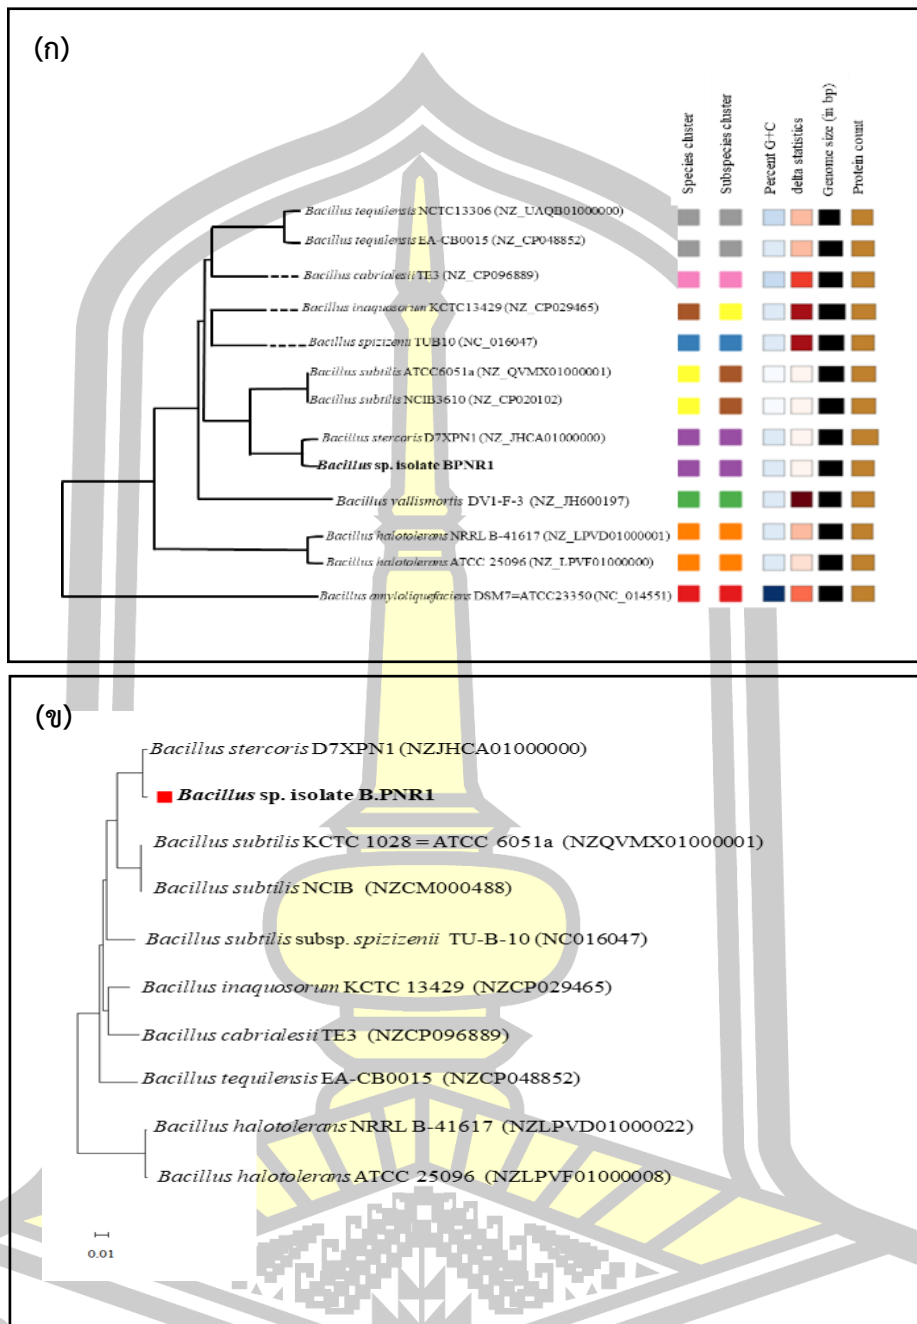 (ก)
Species cluster
Subspecies cluster
Percent G+C
delta statistics
Genome size (in bp)
Protein count
Bacillus tequilensis NCTC13306 (NZ_UAQB01000000)
Bacillus tequilensis EA-CB0015 (NZ_CP048852)
Bacillus cabrialesii TE3 (NZ_CP096889)
Bacillus inaquosorum KCTC13429 (NZ_CP029465)
Bacillus spizizenii TUB10 (NC_016047)
Bacillus subtilis ATCC6051a (NZ_QVMX01000001)
Bacillus subtilis NCIB3610 (NZ_CP020102)
Bacillus stercoris D7XPN1 (NZ_JHCA01000000)
Bacillus sp. isolate BPNR1
Bacillus vallismortis DV1-F-3 (NZ_JH600197)
Bacillus halotolerans NRRL B-41617 (NZ_LPVD01000001)
Bacillus halotolerans ATCC 25096 (NZ_LPVF01000000)
Bacillus amyloliquefaciens DSM7=ATCC23350 (NC_014551)
(ข)
Bacillus stercoris D7XPN1 (NZJHCA01000000)
Bacillus sp. isolate B.PNR1
Bacillus subtilis KCTC 1028 = ATCC 6051a (NZQVMX01000001)
Bacillus subtilis NCIB (NZCM000488)
Bacillus subtilis subsp. spizizenii TU-B-10 (NC016047)
Bacillus inaquosorum KCTC 13429 (NZCP029465)
Bacillus cabrialesii TE3 (NZCP096889)
Bacillus tequilensis EA-CB0015 (NZCP048852)
Bacillus halotolerans NRRL B-41617 (NZLPVD01000022)
Bacillus halotolerans ATCC 25096 (NZLPVF01000008)
0.01